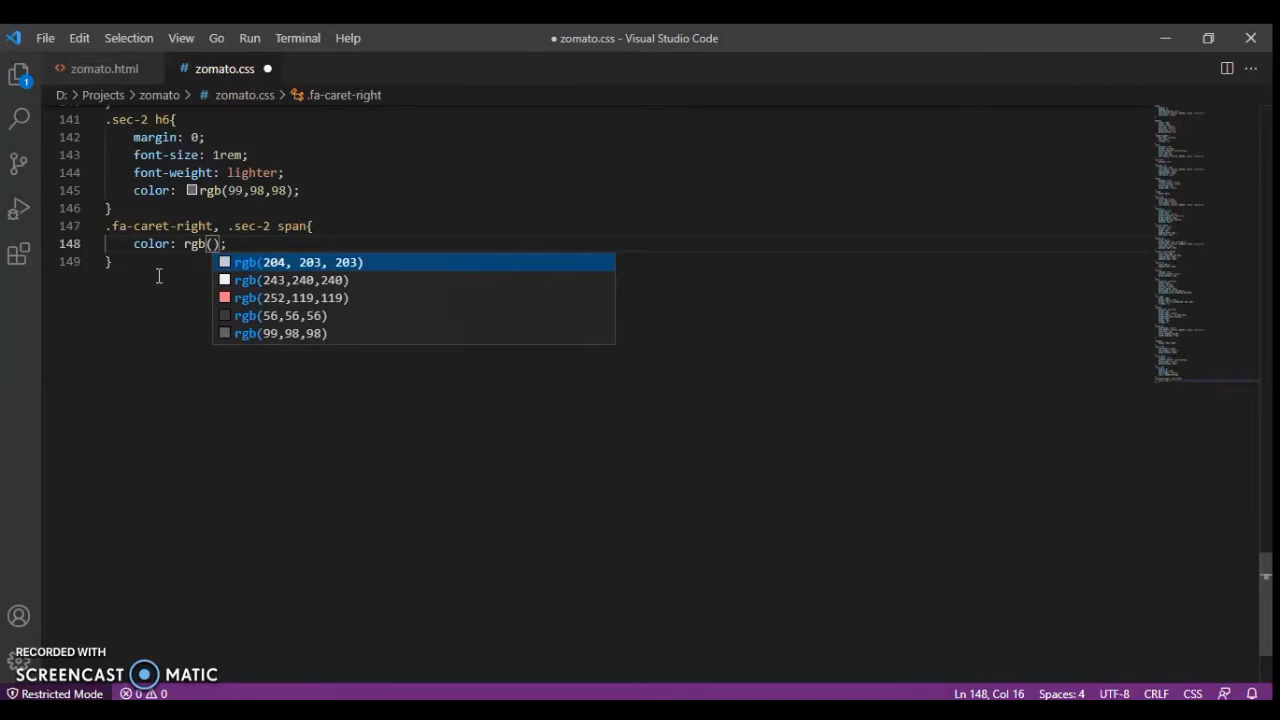 File Edit Selection View Go Run Terminal Help
● zomato.css - Visual Studio Code
<> zomato.html
# zomato.css ●
D: > Projects > zomato > # zomato.css > .fa-caret-right
1
141 .sec-2 h6{
142 margin: 0;
143 font-size: 1rem;
144 font-weight: lighter;
145 color: rgb(99,98,98);
146 }
147 .fa-caret-right, .sec-2 span{
148 color: rgb();
149 }
rgb(204, 203, 203)
rgb(243,240,240)
rgb(252,119,119)
rgb(56,56,56)
rgb(99,98,98)
RECORDED WITH
SCREENCAST MATIC
Restricted Mode 0 0 Ln 148, Col 16 Spaces: 4 UTF-8 CRLF CSS